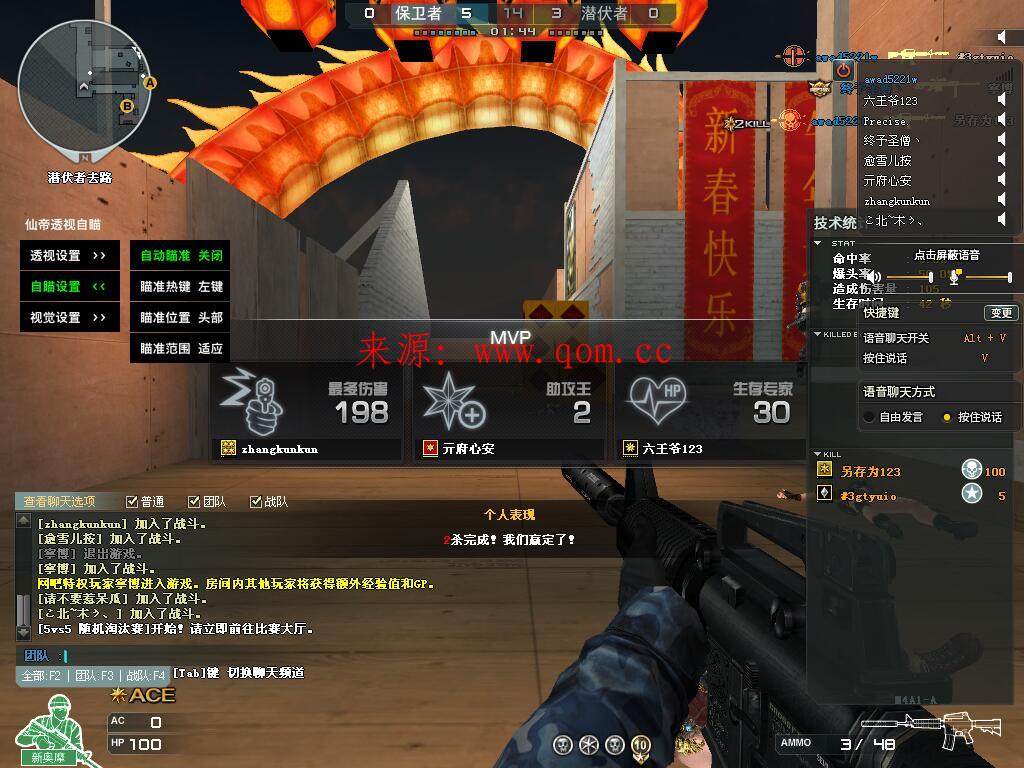 0 保卫者 5 14 3 潜伏者 0
01:44
A
B
N
潜伏者去路
awad5221w #3gtyuio
2KILL
新春快乐
awad5221w
六王爷123
Precise.
终子圣僧丶
愈雪儿按
亓府心安
zhangkunkun
仙帝透视自瞄
透视设置 >>
自瞄设置 <<
视觉设置 >>
自动瞄准 关闭
瞄准热键 左键
瞄准位置 头部
瞄准范围 适应
技术统
STAT
命中率
爆头率
造成伤害量 : 105
生存时间 : 42 秒
点击屏蔽语音
快捷键 变更
语音聊天开关 Alt + V
按住说话 V
语音聊天方式
自由发言 按住说话
KILLED
MVP
来源: www.qom.cc
最多伤害
198
zhangkunkun
助攻王
2
亓府心安
HP
生存专家
30
六王爷123
KILL
另存为123 100
#3gtyuio 5
个人表现
2杀完成! 我们赢定了!
查看聊天选项 普通 团队 战队
[zhangkunkun] 加入了战斗。
[愈雪儿按] 加入了战斗。
[寜博] 退出游戏。
[寜博] 加入了战斗。
网吧特权玩家寜博进入游戏。房间内其他玩家将获得额外经验值和GP。
[请不要惹呆瓜] 加入了战斗。
加入了战斗。
[5vs5 随机淘汰赛]开始! 请立即前往比赛大厅。
团队 :
全部:F2 | 团队:F3 | 战队:F4 [Tab]键 切换聊天频道
ACE
AC 0
HP 100
新奥摩
10
M4A1-A
AMMO 3/ 48